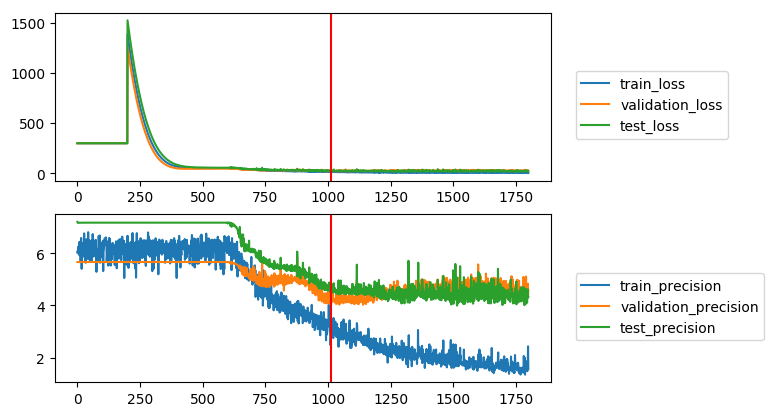 1500
1000
500
0
0 250 500 750 1000 1250 1500 1750
train_loss
validation_loss
test_loss
6
4
2
0 250 500 750 1000 1250 1500 1750
train_precision
validation_precision
test_precision